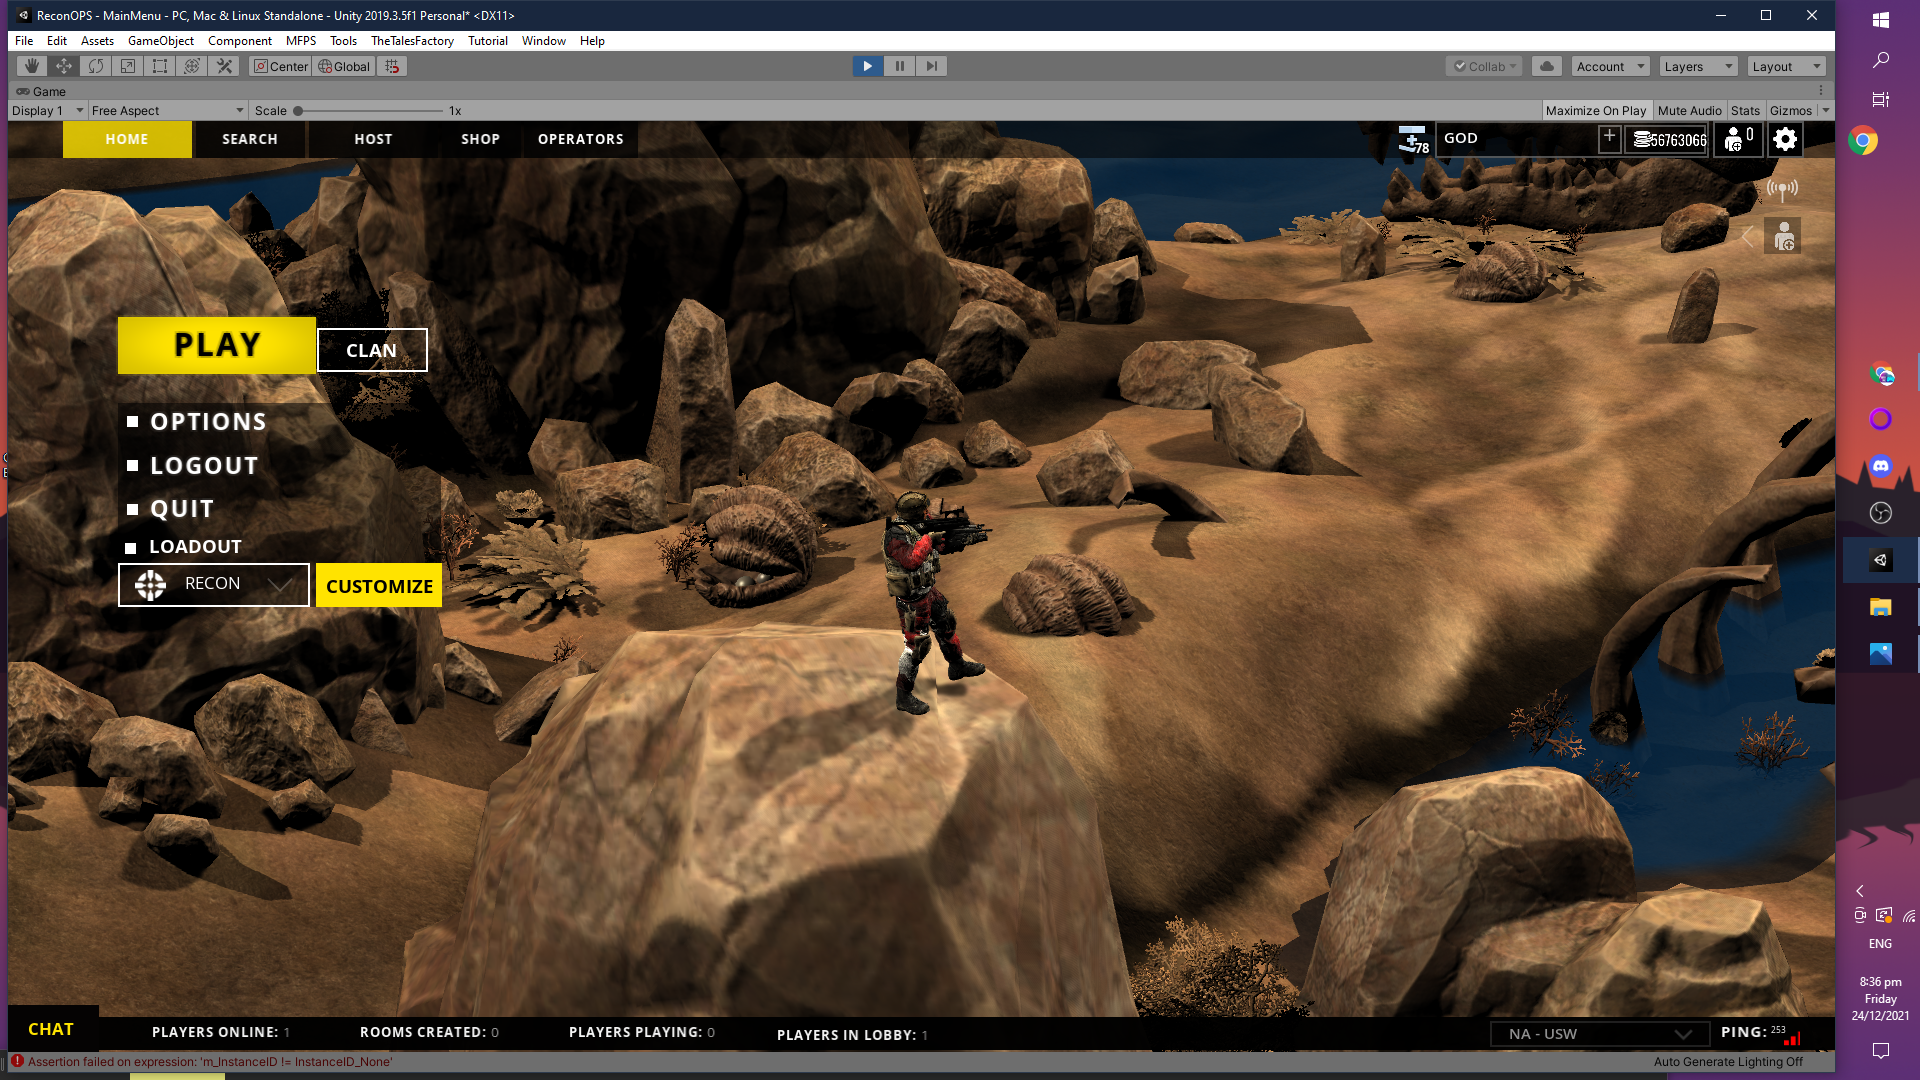 ReconOPS - MainMenu - PC, Mac & Linux Standalone - Unity 2019.3.5f1 Personal* <DX11>
File Edit Assets GameObject Component MFPS Tools TheTalesFactory Tutorial Window Help
Center Global Collab Account Layers Layout
Game
Display 1 Free Aspect Scale 1x Maximize On Play Mute Audio Stats Gizmos
HOME SEARCH HOST SHOP OPERATORS 78 GOD + 56763066 0
PLAY CLAN
OPTIONS
LOGOUT
QUIT
LOADOUT
RECON CUSTOMIZE
CHAT PLAYERS ONLINE: 1 ROOMS CREATED: 0 PLAYERS PLAYING: 0 PLAYERS IN LOBBY: 1 NA - USW PING: 253
Assertion failed on expression: 'm_InstanceID != InstanceID_None' Auto Generate Lighting Off
ENG
8:36 pm
Friday
24/12/2021